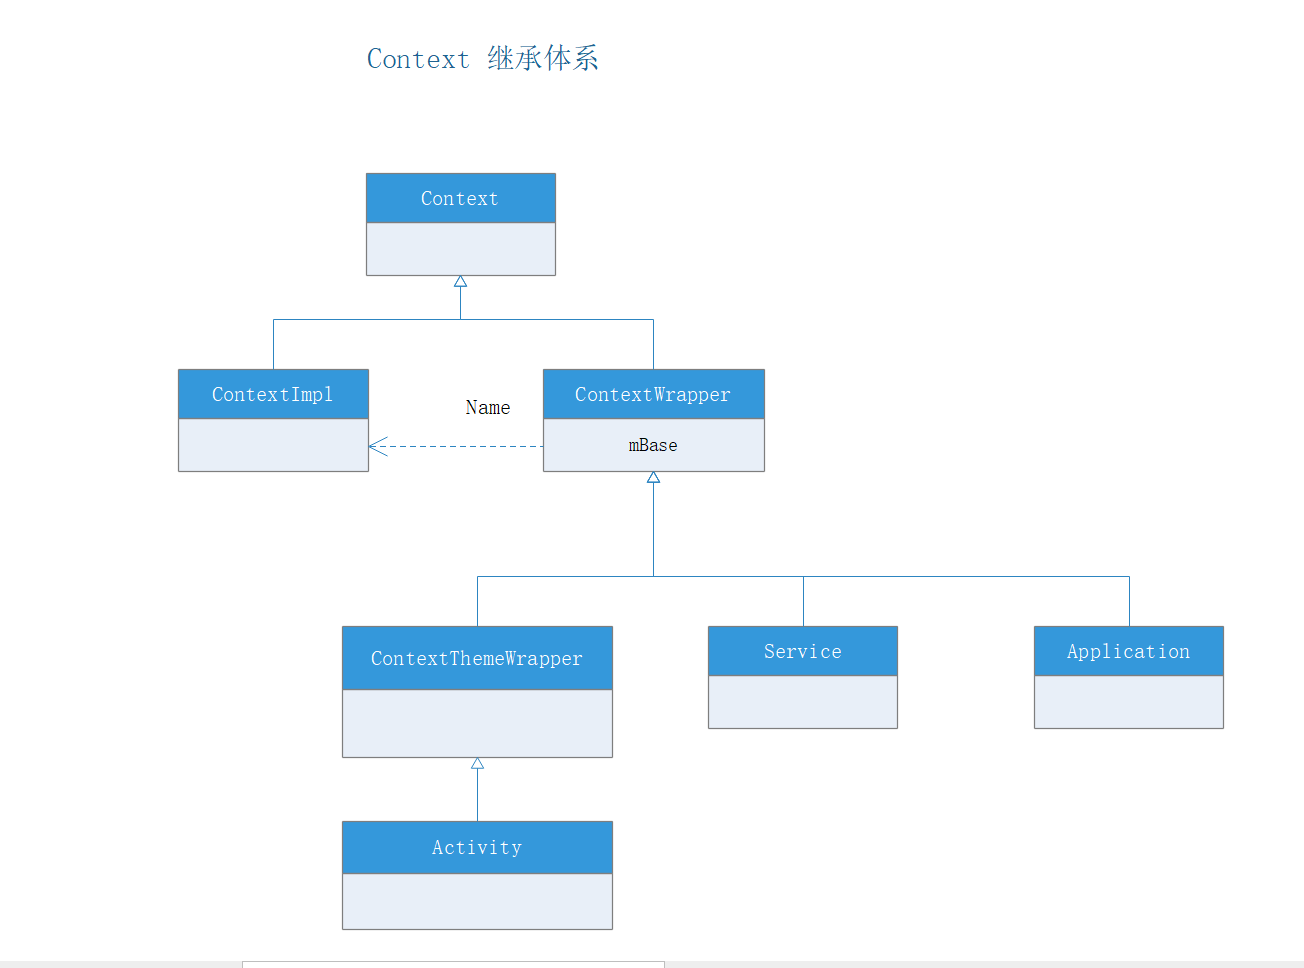 Context 继承体系
Context
ContextImpl
Name
ContextWrapper
mBase
ContextThemeWrapper
Service
Application
Activity